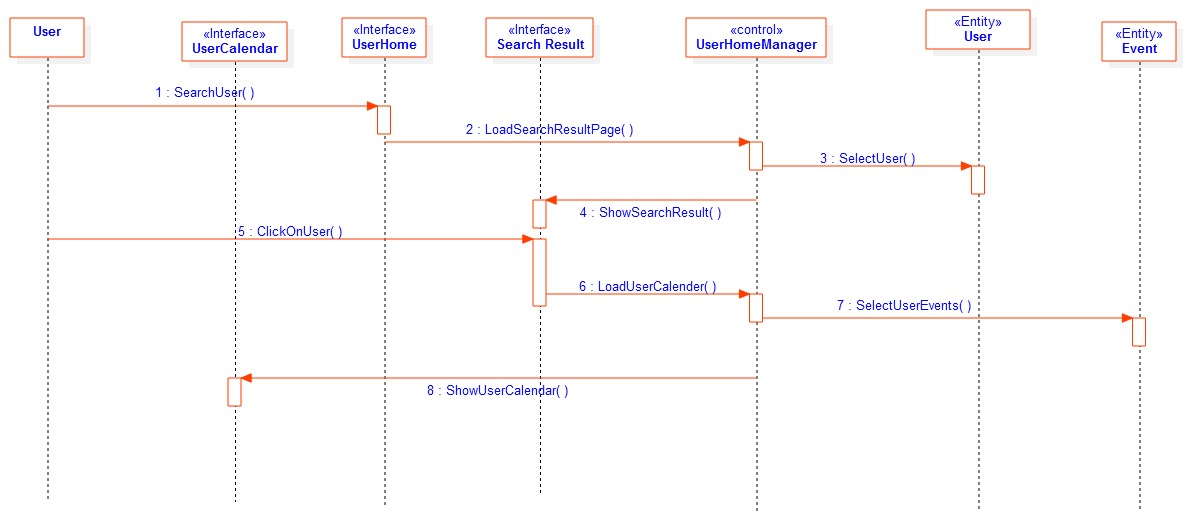 User
«Interface»
UserCalendar
«Interface»
UserHome
«Interface»
Search Result
«control»
UserHomeManager
«Entity»
User
«Entity»
Event
1 : SearchUser( )
2 : LoadSearchResultPage( )
3 : SelectUser( )
4 : ShowSearchResult( )
5 : ClickOnUser( )
6 : LoadUserCalender( )
7 : SelectUserEvents( )
8 : ShowUserCalendar( )